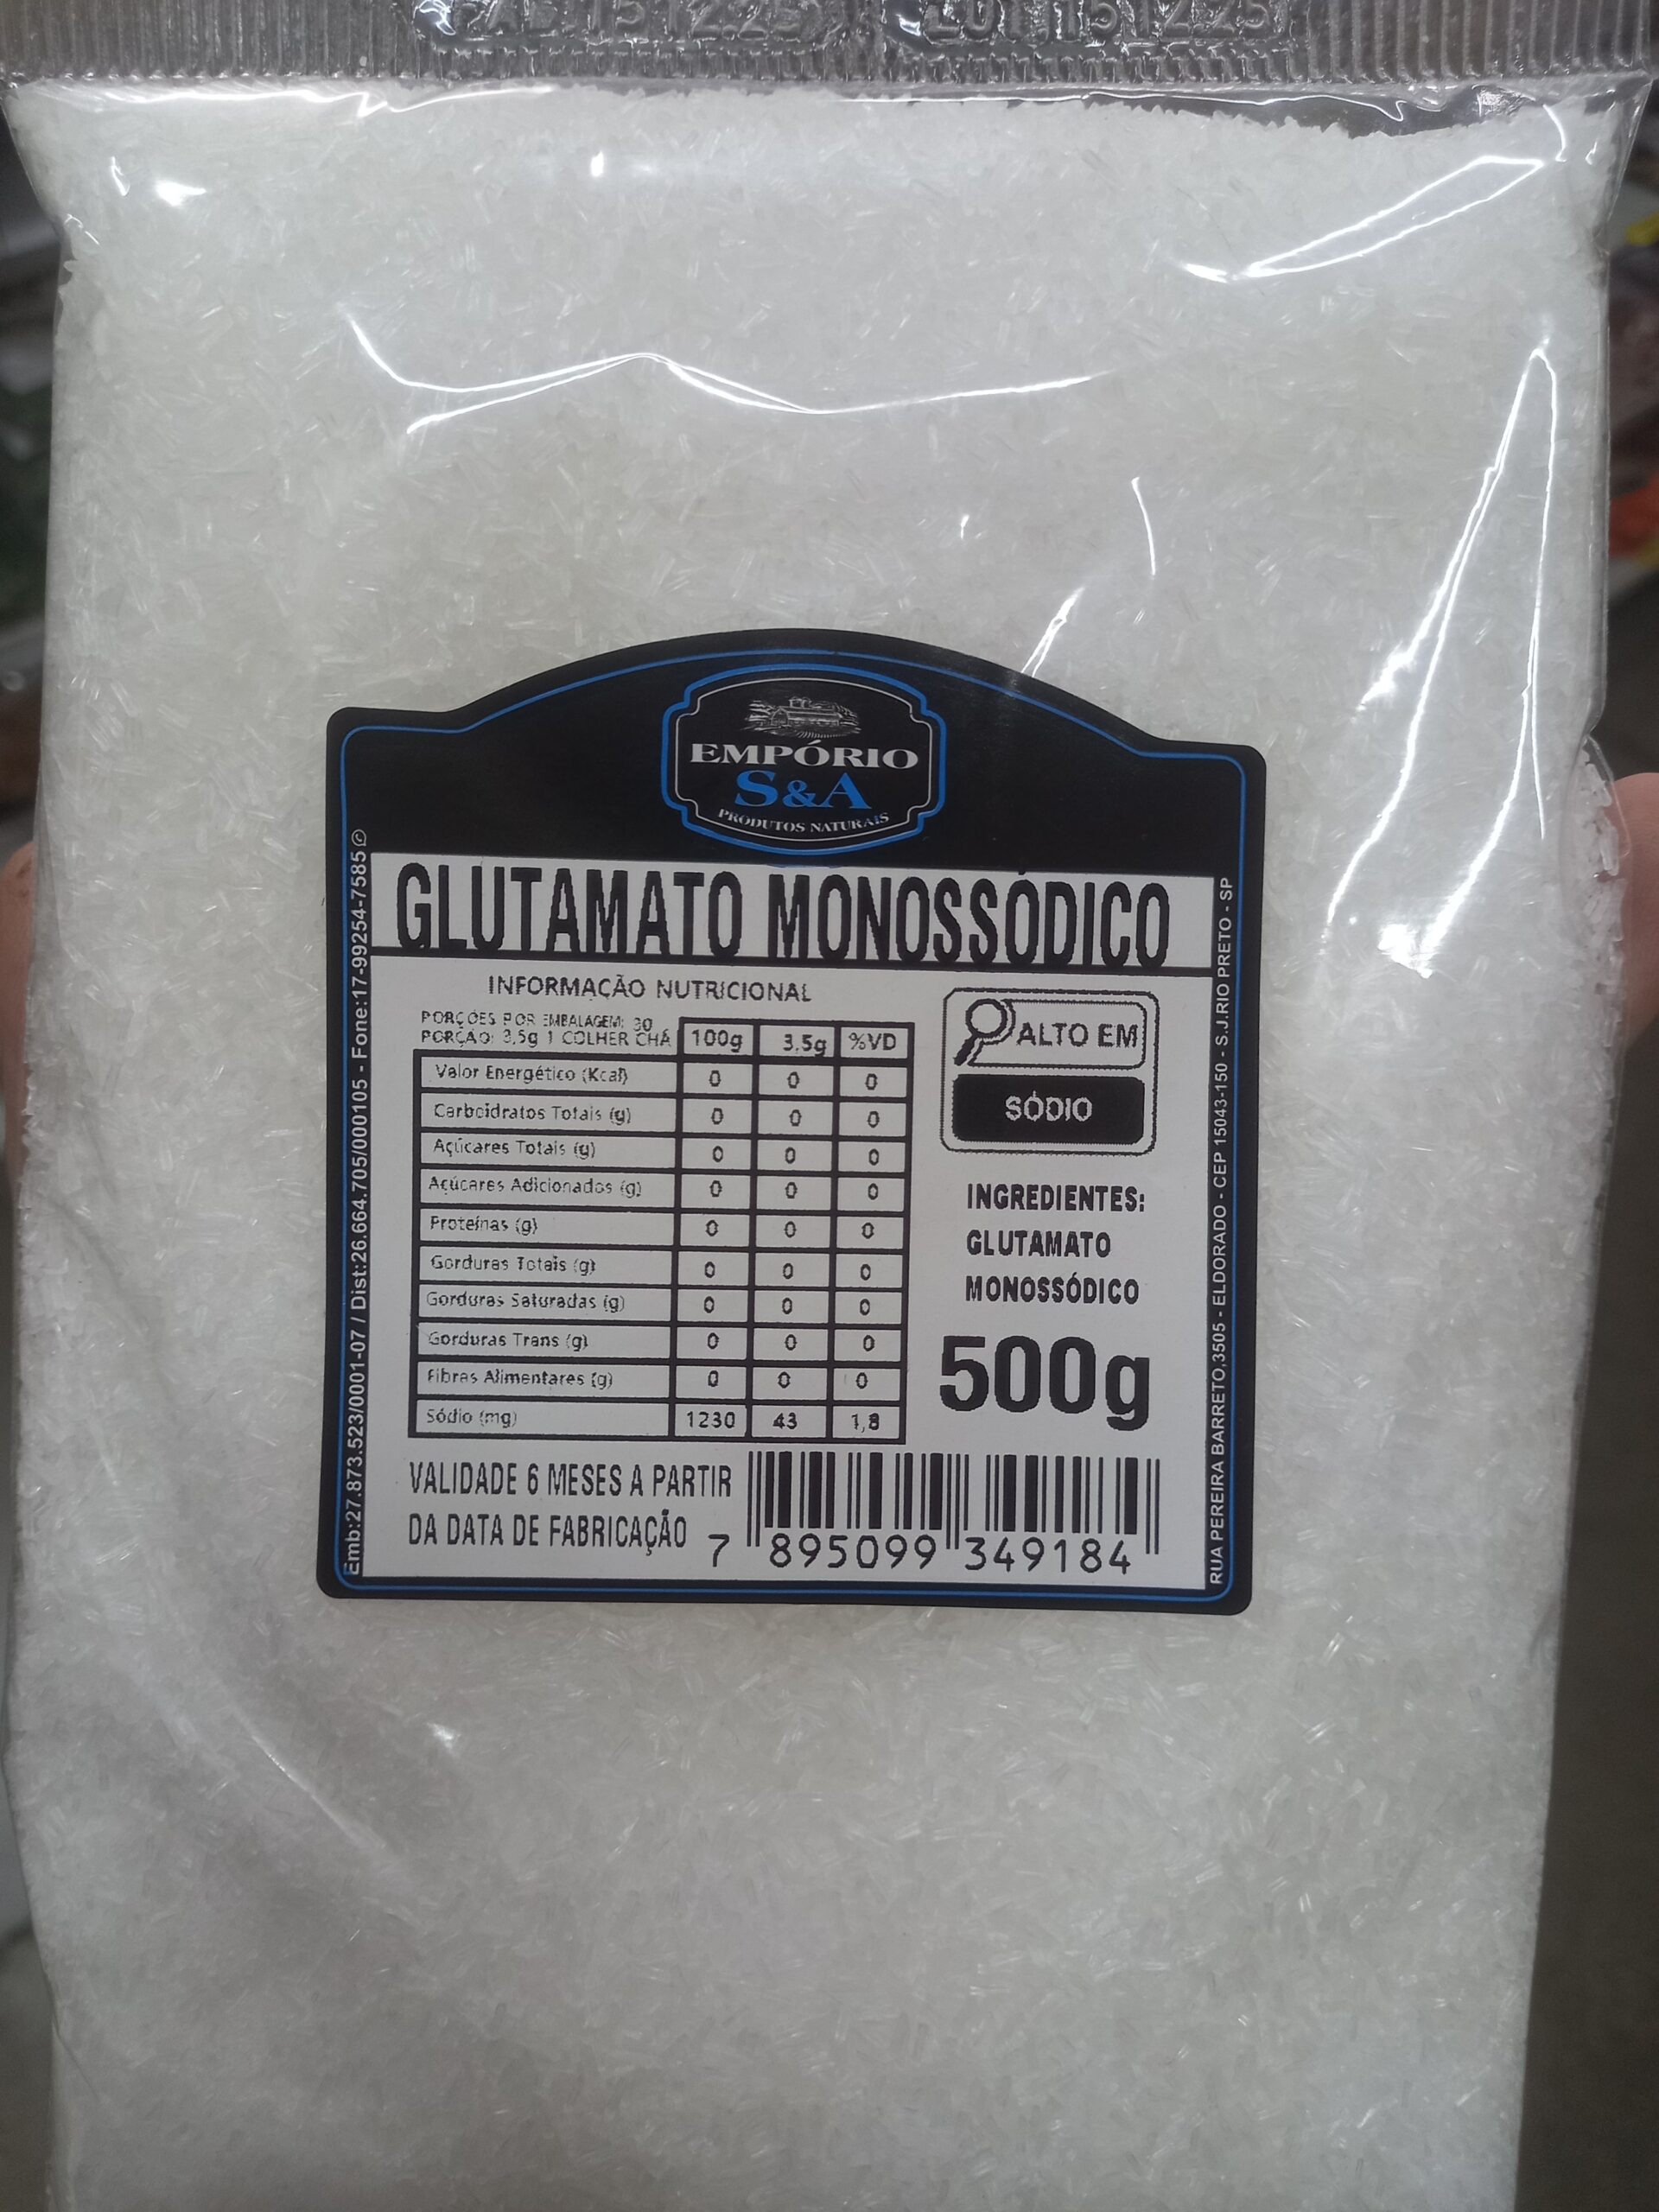 FAB 151225 LOT 151225
EMPÓRIO
S&A
PRODUTOS NATURAIS
GLUTAMATO MONOSSÓDICO
INFORMAÇÃO NUTRICIONAL
PORÇÕES POR EMBALAGEM: 30
PORÇÃO: 3,5g 1 COLHER CHÁ
100g 3.5g %VD
Valor Energético (Kcal) 0 0 0
Carboidratos Totais (g) 0 0 0
Açúcares Totais (g) 0 0 0
Açúcares Adicionados (g) 0 0 0
Proteínas (g) 0 0 0
Gorduras Totais (g) 0 0 0
Gorduras Saturadas (g) 0 0 0
Gorduras Trans (g) 0 0 0
Fibras Alimentares (g) 0 0 0
Sódio (mg) 1230 43 1,8
ALTO EM
SÓDIO
INGREDIENTES:
GLUTAMATO
MONOSSÓDICO
500g
VALIDADE 6 MESES A PARTIR
DA DATA DE FABRICAÇÃO
7 895099 349184
Emb:27.873.523/0001-07 / Dist:26.664.705/000105 - Fone:17-99254-7585
RUA PEREIRA BARRETO,3505 - ELDORADO - CEP 15043-150 - S.J.RIO PRETO - SP